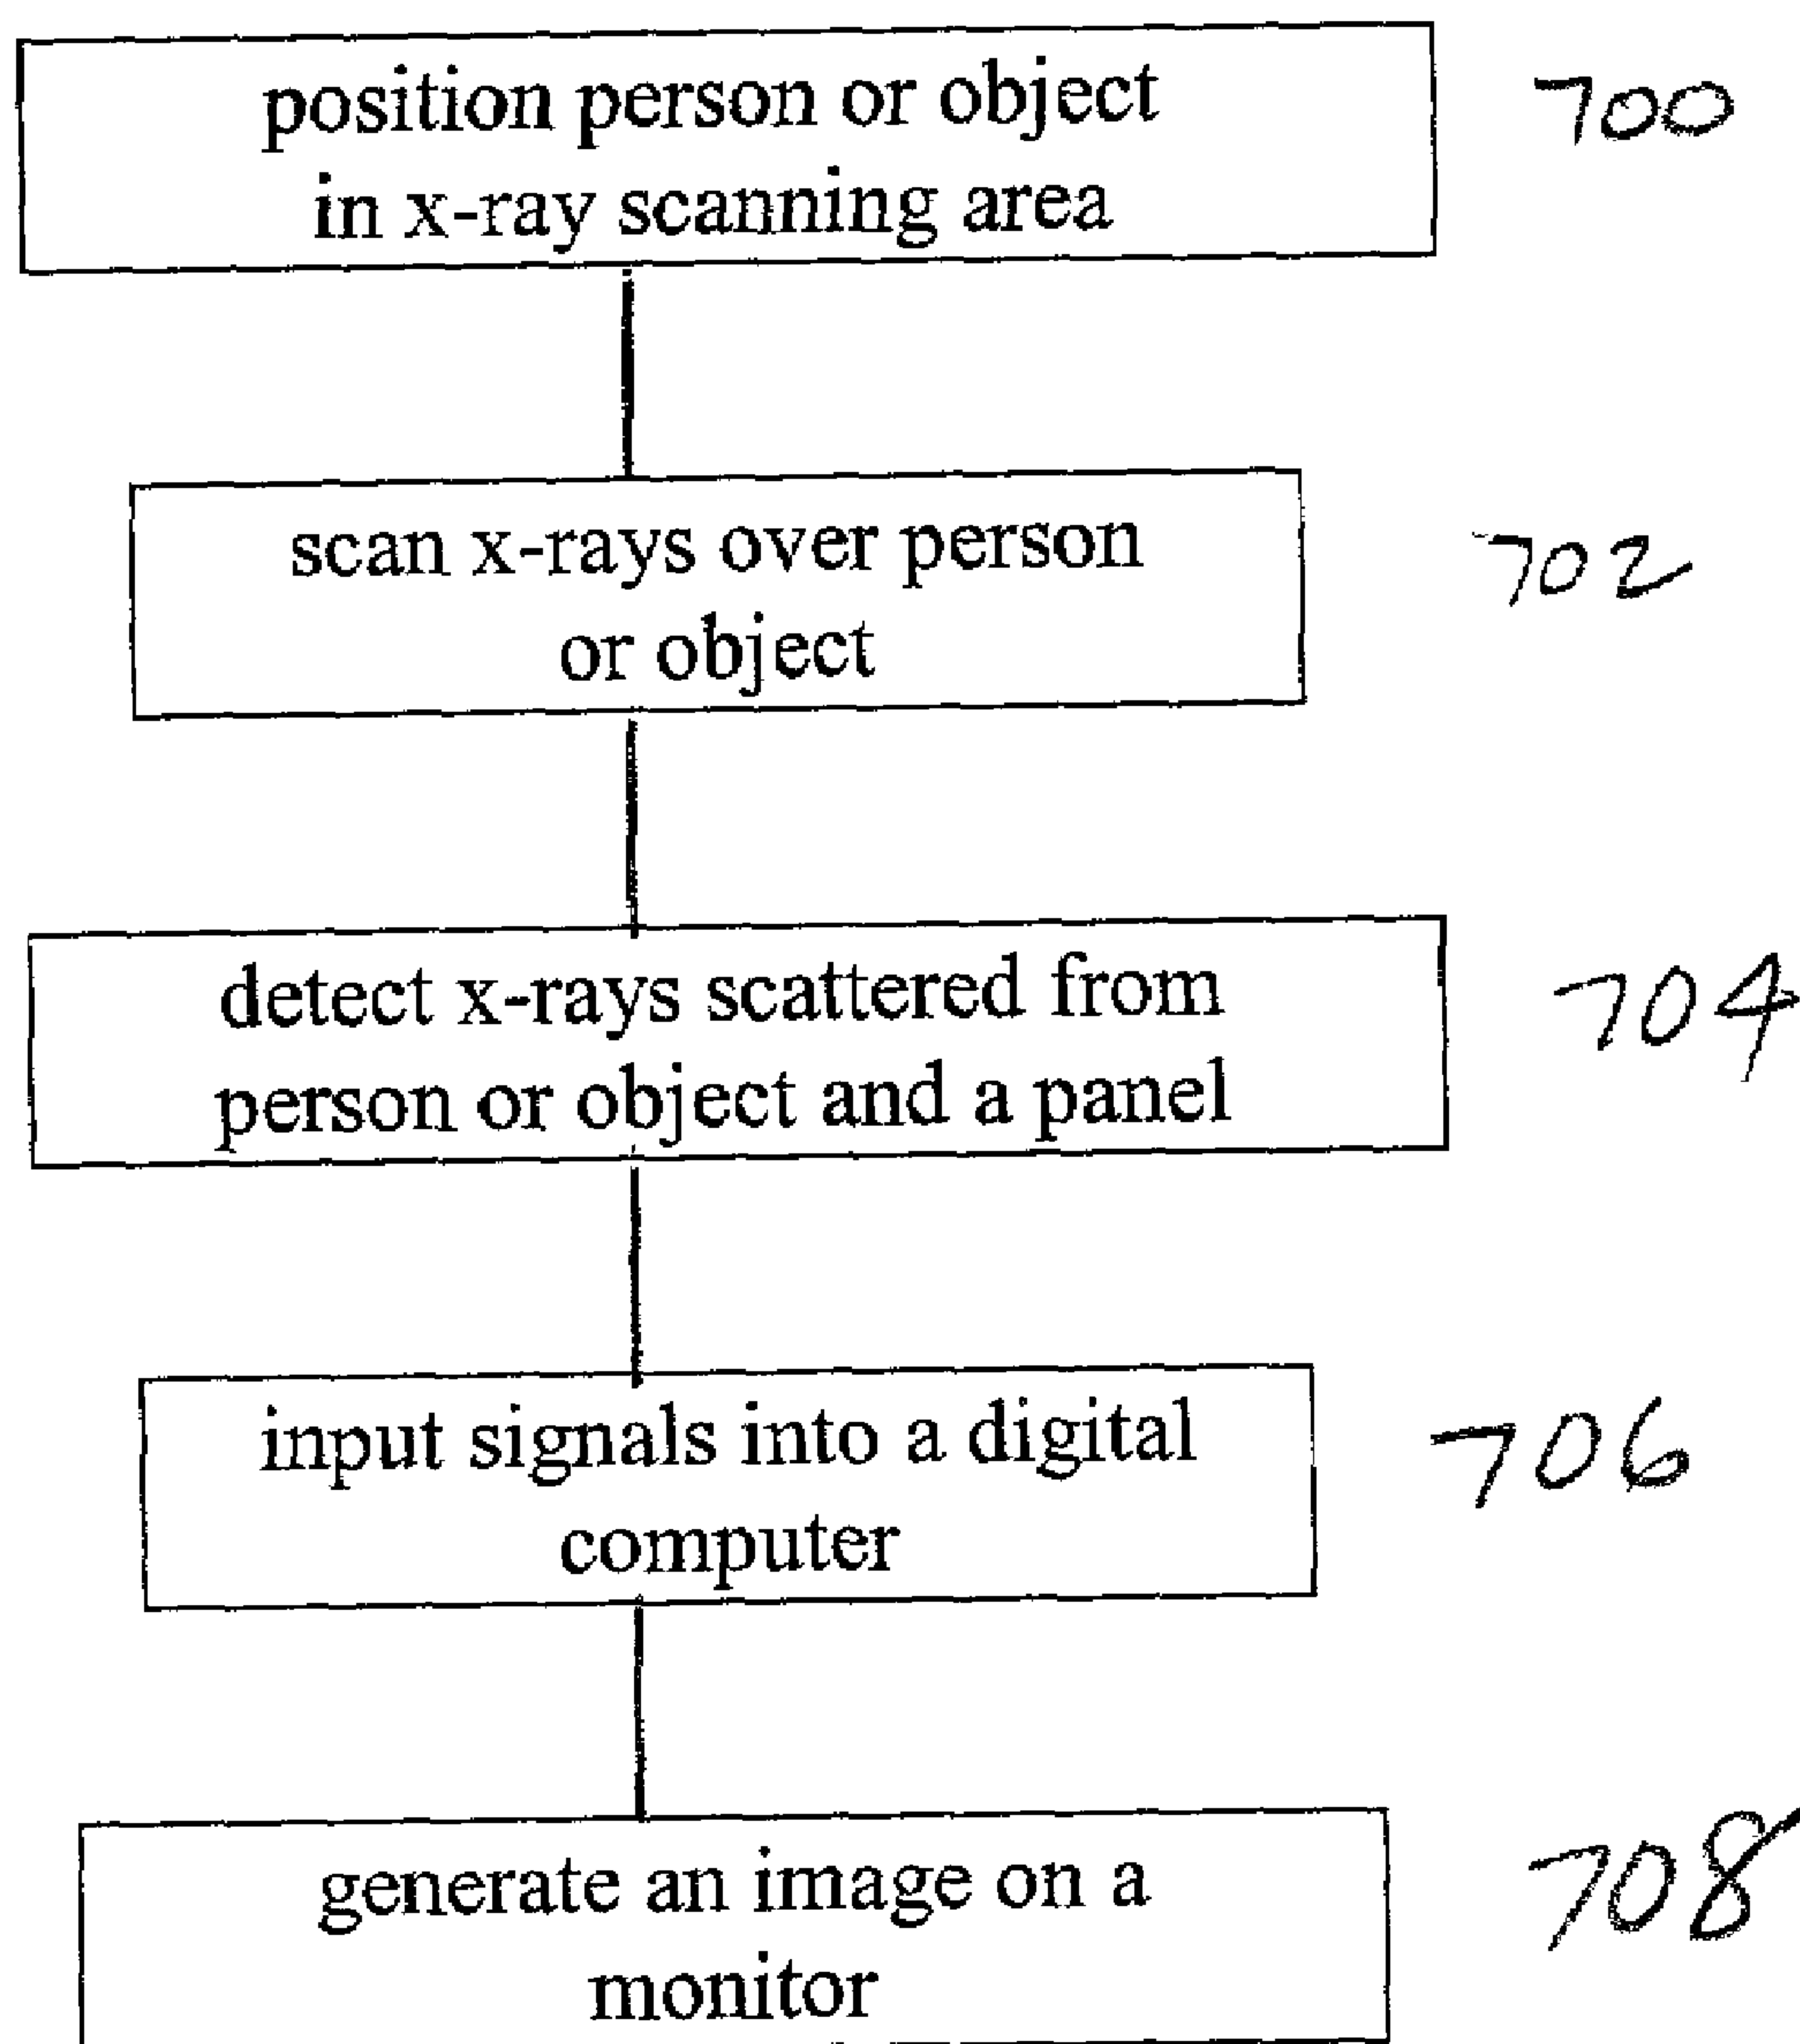 position person or object
in x-ray scanning area
700
scan x-rays over person
or object
702
detect x-rays scattered from
person or object and a panel
704
input signals into a digital
computer
706
generate an image on a
monitor
708